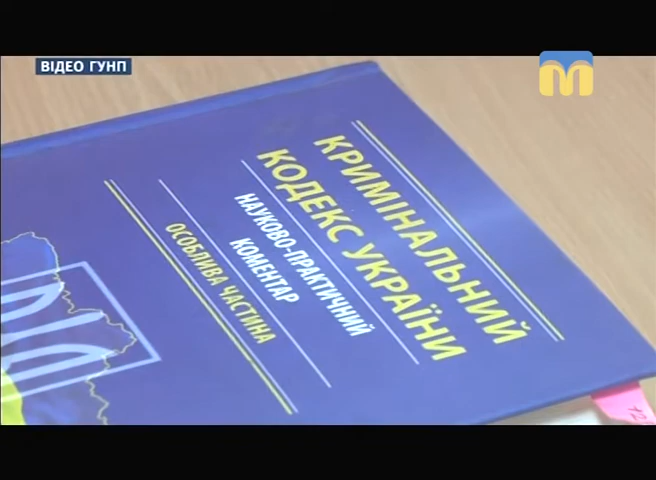 ВІДЕО ГУНП
М
КРИМІНАЛЬНИЙ
КОДЕКС УКРАЇНИ
НАУКОВО-ПРАКТИЧНИЙ
КОМЕНТАР
ОСОБЛИВА ЧАСТИНА